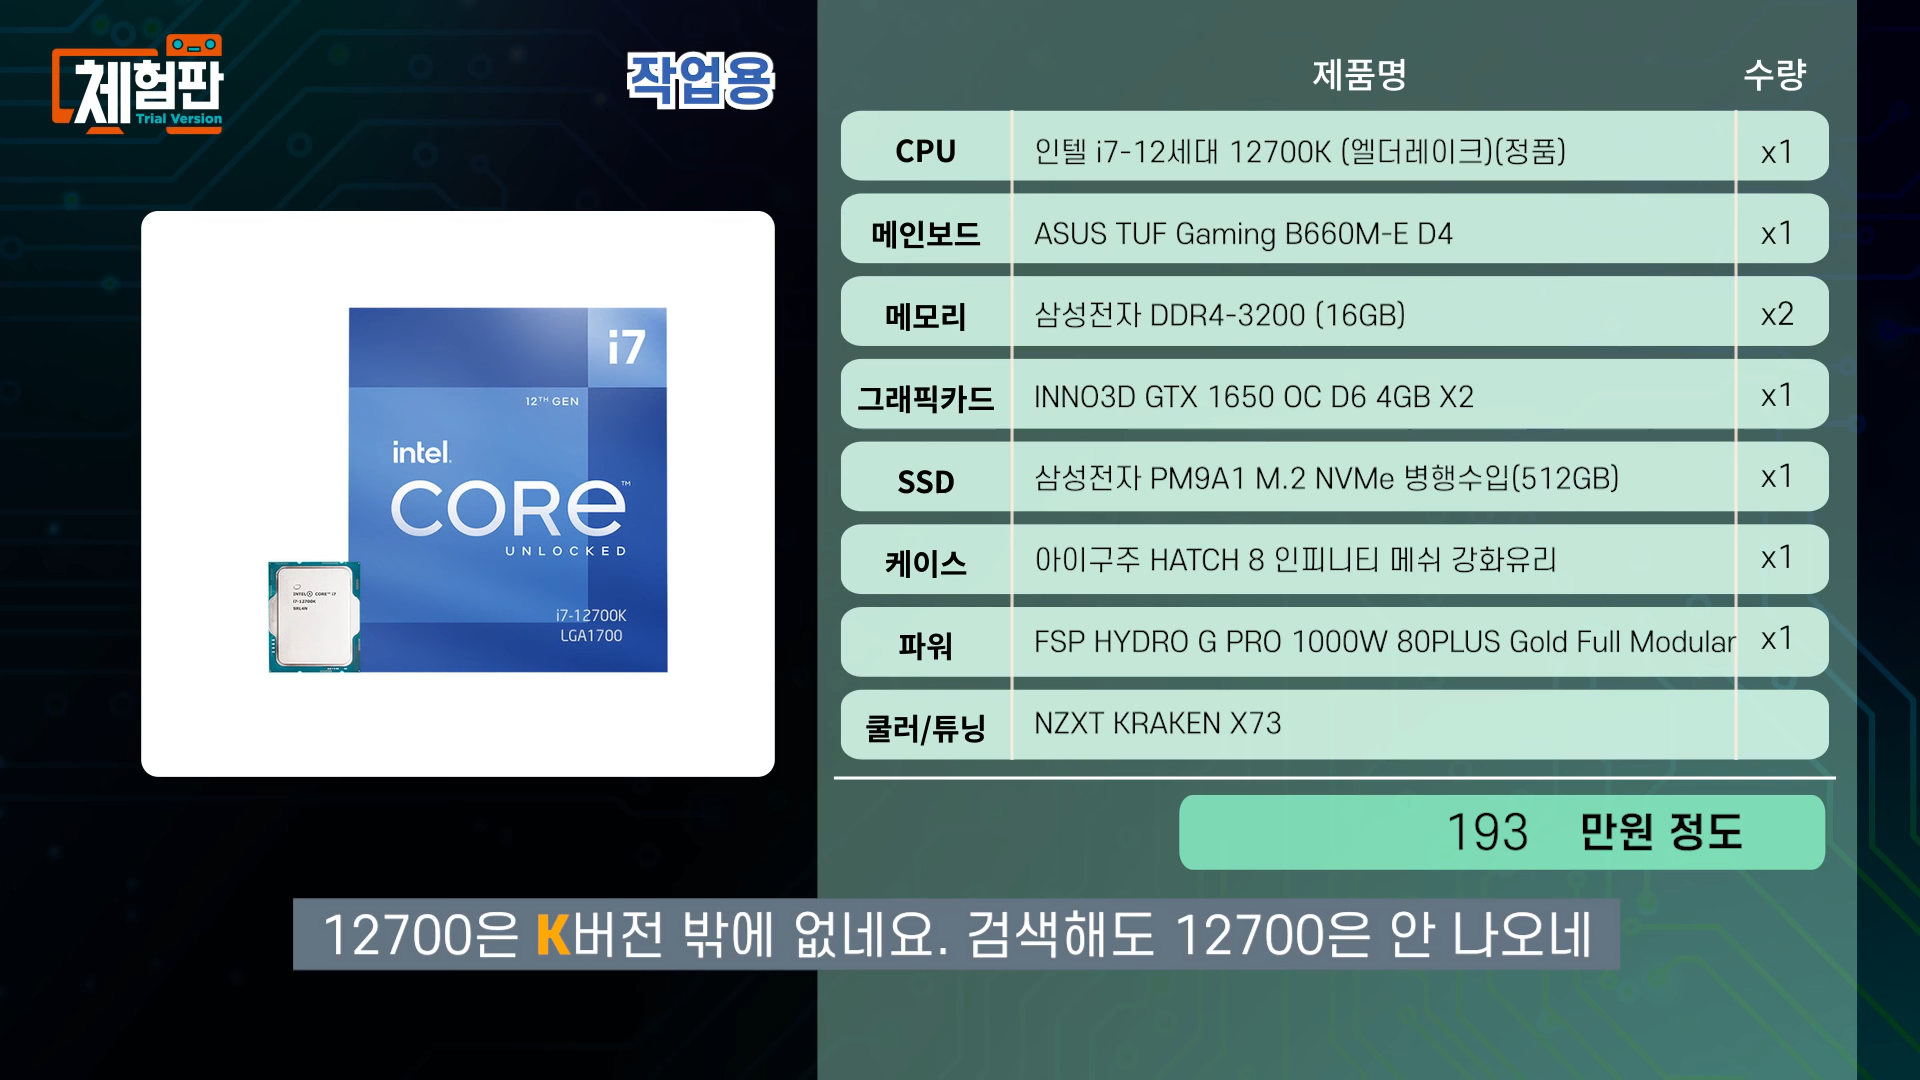 체험판
Trial Version
작업용
i7
12TH GEN
intel.
CORE™
UNLOCKED
i7-12700K
LGA1700
INTEL® CORE™ i7
i7-12700K
제품명 수량
CPU 인텔 i7-12세대 12700K (엘더레이크)(정품) x1
메인보드 ASUS TUF Gaming B660M-E D4 x1
메모리 삼성전자 DDR4-3200 (16GB) x2
그래픽카드 INNO3D GTX 1650 OC D6 4GB X2 x1
SSD 삼성전자 PM9A1 M.2 NVMe 병행수입(512GB) x1
케이스 아이구주 HATCH 8 인피니티 메쉬 강화유리 x1
파워 FSP HYDRO G PRO 1000W 80PLUS Gold Full Modular x1
쿨러/튜닝 NZXT KRAKEN X73
193 만원 정도
12700은 K버전 밖에 없네요. 검색해도 12700은 안 나오네